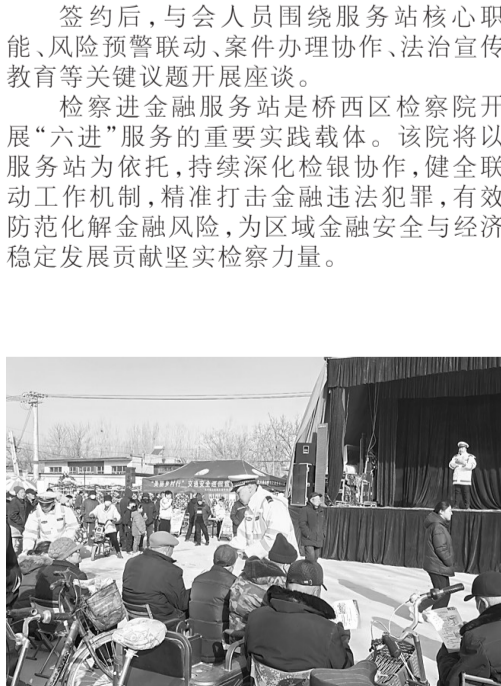 签约后，与会人员围绕服务站核心职
能、风险预警联动、案件办理协作、法治宣传
教育等关键议题开展座谈。
检察进金融服务站是桥西区检察院开
展“六进”服务的重要实践载体。该院将以
服务站为依托，持续深化检银协作，健全联
动工作机制，精准打击金融违法犯罪，有效
防范化解金融风险，为区域金融安全与经济
稳定发展贡献坚实检察力量。